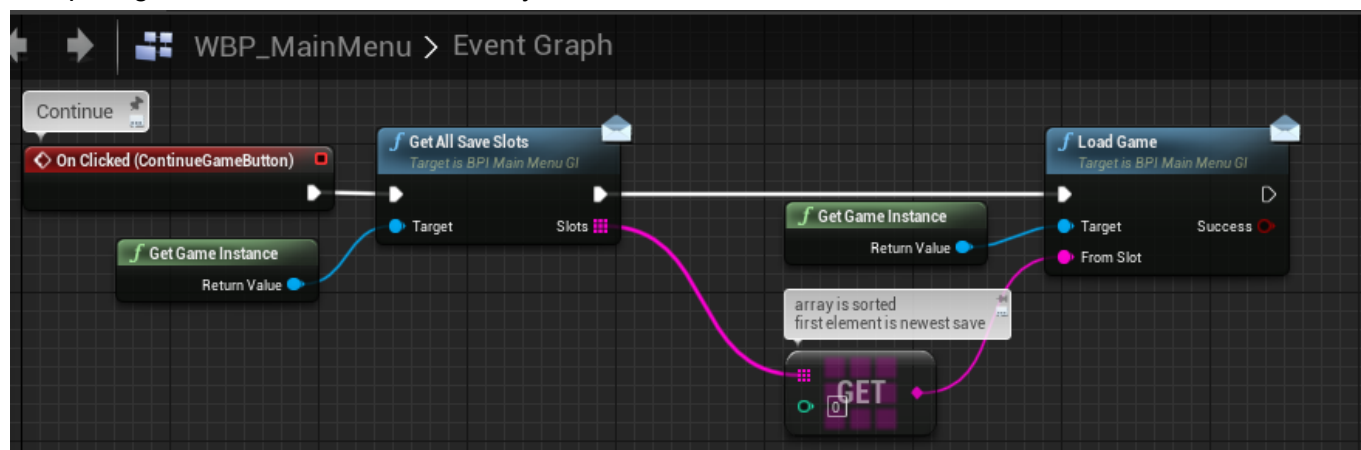 WBP_MainMenu > Event Graph
Continue
On Clicked (ContinueGameButton)
Get All Save Slots
Target is BPI Main Menu GI
Target
Slots
Get Game Instance
Return Value
Load Game
Target is BPI Main Menu GI
Target
Success
From Slot
Get Game Instance
Return Value
array is sorted
first element is newest save
GET
0